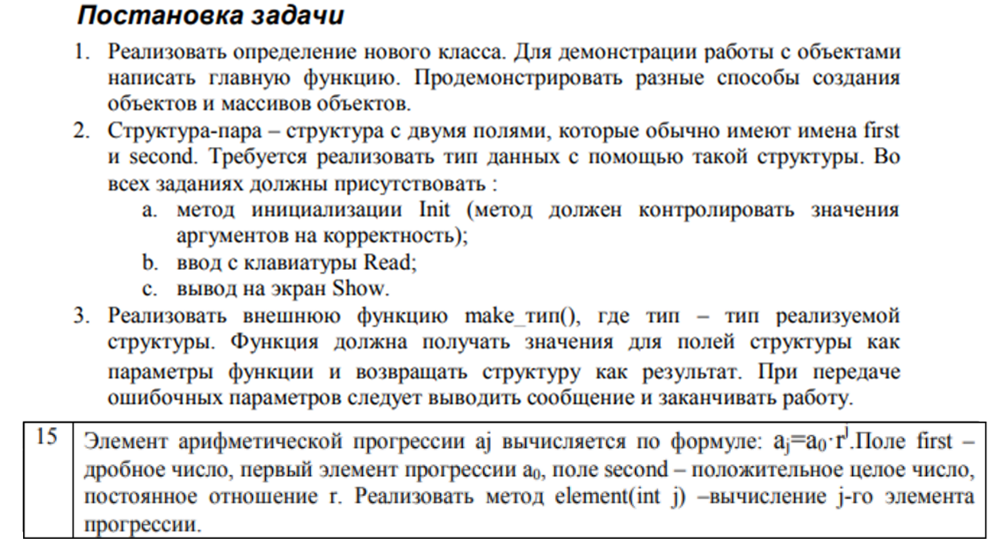 Постановка задачи
1. Реализовать определение нового класса. Для демонстрации работы с объектами
написать главную функцию. Продемонстрировать разные способы создания
объектов и массивов объектов.
2. Структура-пара – структура с двумя полями, которые обычно имеют имена first
и second. Требуется реализовать тип данных с помощью такой структуры. Во
всех заданиях должны присутствовать :
a. метод инициализации Init (метод должен контролировать значения
аргументов на корректность);
b. ввод с клавиатуры Read;
c. вывод на экран Show.
3. Реализовать внешнюю функцию make_тип(), где тип – тип реализуемой
структуры. Функция должна получать значения для полей структуры как
параметры функции и возвращать структуру как результат. При передаче
ошибочных параметров следует выводить сообщение и заканчивать работу.
15 Элемент арифметической прогрессии aj вычисляется по формуле: a_j=a_0·r^j.Поле first –
дробное число, первый элемент прогрессии a₀, поле second – положительное целое число,
постоянное отношение r. Реализовать метод element(int j) –вычисление j-го элемента
прогрессии.